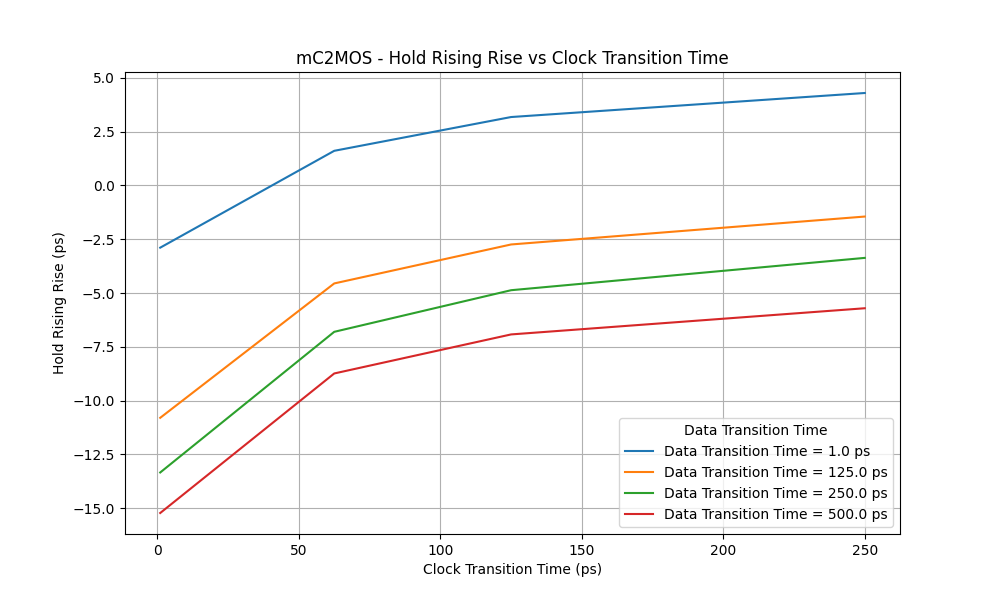 mC2MOS - Hold Rising Rise vs Clock Transition Time
Hold Rising Rise (ps)
5.0
2.5
0.0
−2.5
−5.0
−7.5
−10.0
−12.5
−15.0
Data Transition Time
Data Transition Time = 1.0 ps
Data Transition Time = 125.0 ps
Data Transition Time = 250.0 ps
Data Transition Time = 500.0 ps
0 50 100 150 200 250
Clock Transition Time (ps)